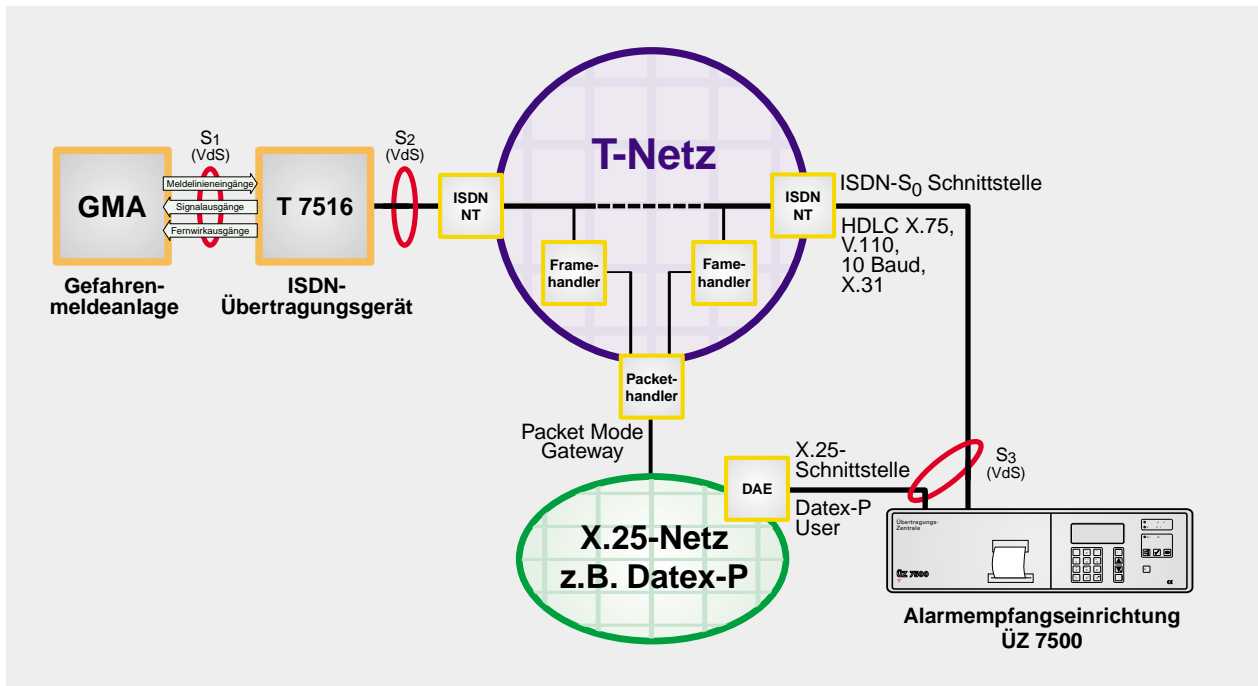 T-Netz
S1
(VdS)
S2
(VdS)
GMA
Meldelinieneingänge
Signalausgänge
Fernwirkausgänge
T 7516
Gefahren-
meldeanlage
ISDN-
Übertragungsgerät
ISDN
NT
Frame-
handler
Fame-
handler
ISDN
NT
ISDN-S0 Schnittstelle
HDLC X.75,
V.110,
10 Baud,
X.31
Packet-
handler
Packet Mode
Gateway
X.25-Netz
z.B. Datex-P
DAE
X.25-
Schnittstelle
Datex-P
User
S3
(VdS)
Übertragungs-
Zentrale
ÜZ 7500
Alarmempfangseinrichtung
ÜZ 7500